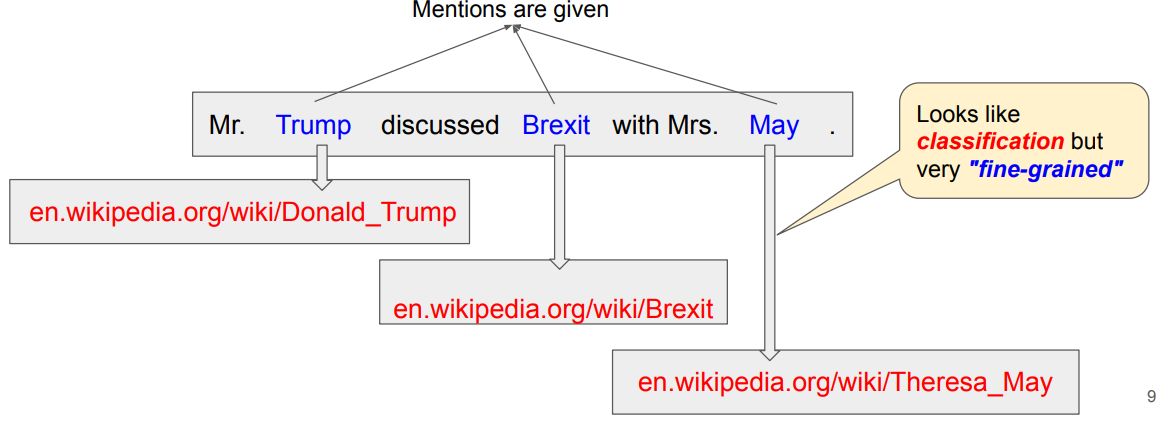 Mentions are given
Mr. Trump discussed Brexit with Mrs. May .
Looks like
classification but
very "fine-grained"
en.wikipedia.org/wiki/Donald_Trump
en.wikipedia.org/wiki/Brexit
en.wikipedia.org/wiki/Theresa_May
9